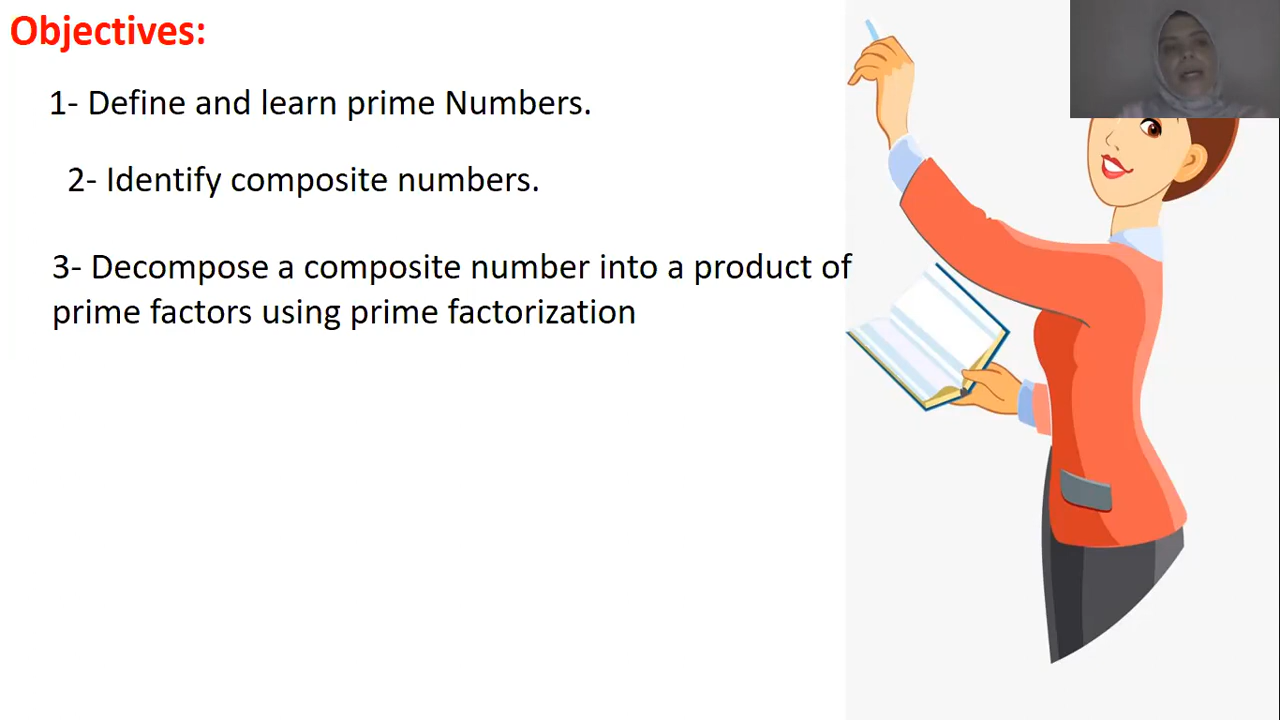 Objectives:
1- Define and learn prime Numbers.
2- Identify composite numbers.
3- Decompose a composite number into a product of
prime factors using prime factorization